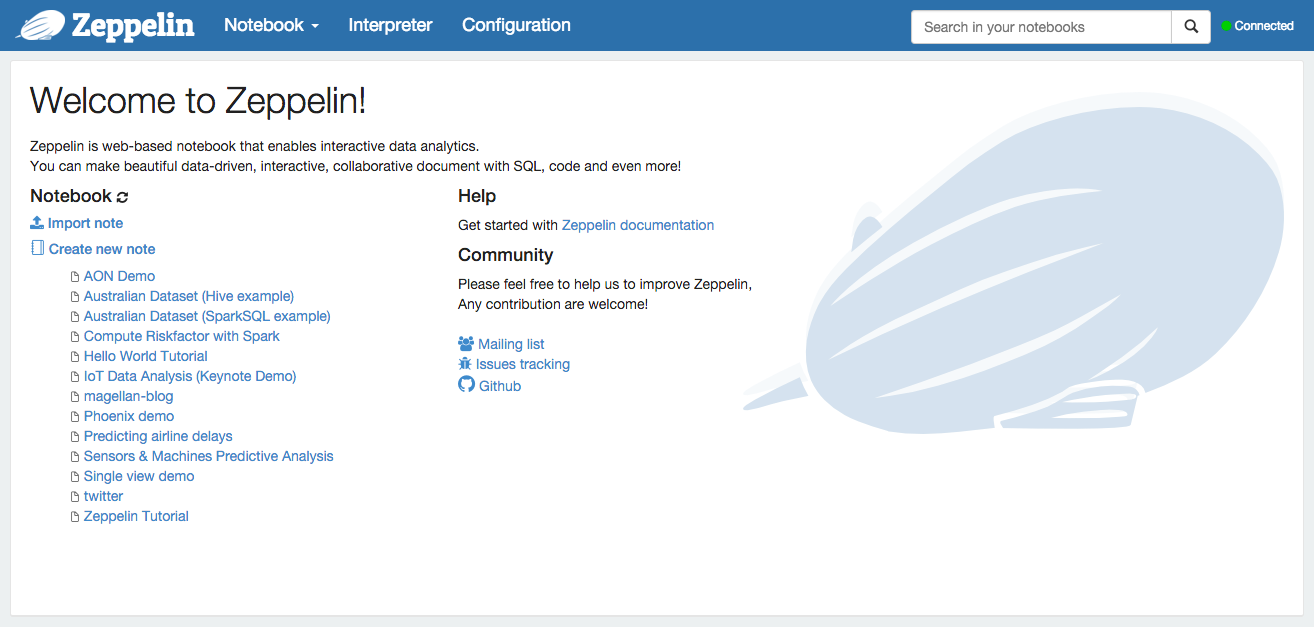 Zeppelin Notebook Interpreter Configuration Search in your notebooks Connected
Welcome to Zeppelin!
Zeppelin is web-based notebook that enables interactive data analytics.
You can make beautiful data-driven, interactive, collaborative document with SQL, code and even more!
Notebook
Import note
Create new note
AON Demo
Australian Dataset (Hive example)
Australian Dataset (SparkSQL example)
Compute Riskfactor with Spark
Hello World Tutorial
IoT Data Analysis (Keynote Demo)
magellan-blog
Phoenix demo
Predicting airline delays
Sensors & Machines Predictive Analysis
Single view demo
twitter
Zeppelin Tutorial
Help
Get started with Zeppelin documentation
Community
Please feel free to help us to improve Zeppelin,
Any contribution are welcome!
Mailing list
Issues tracking
Github